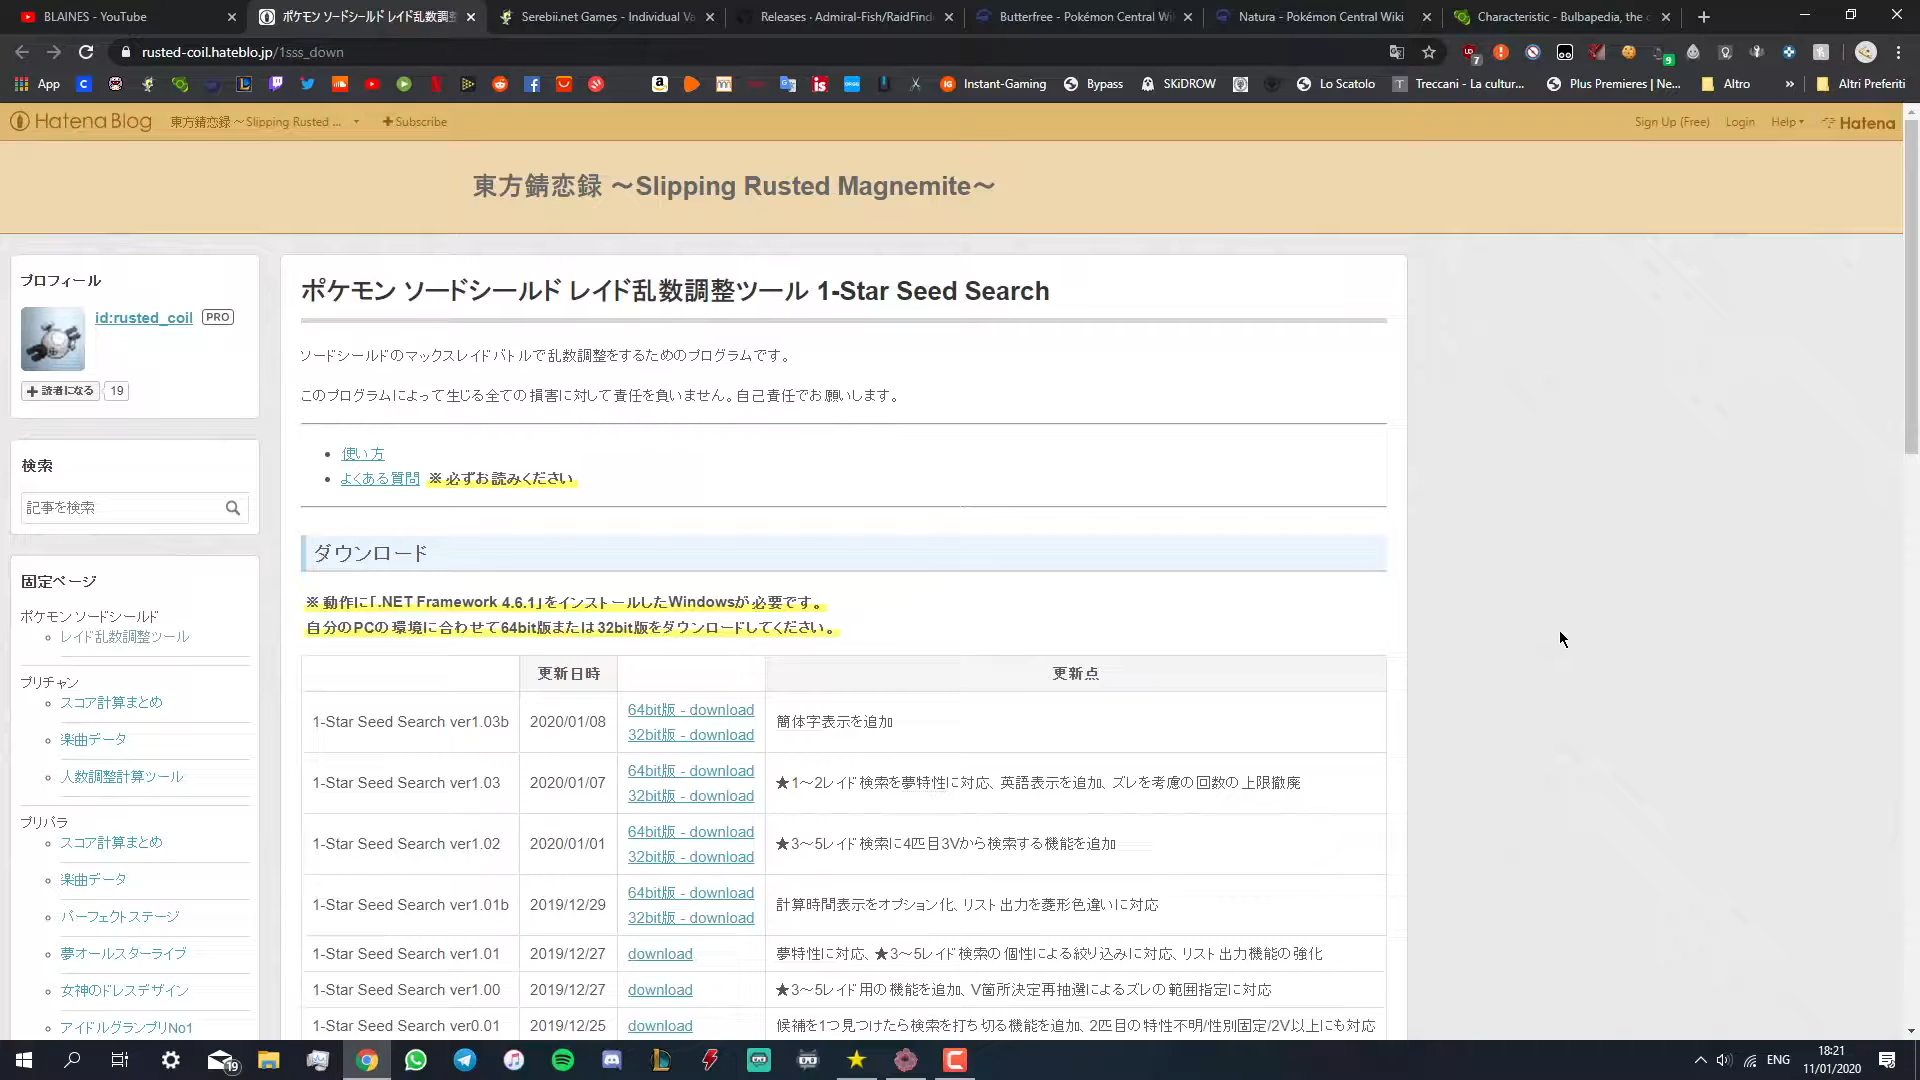 BLAINES - YouTube
ポケモン ソードシールド レイド乱数調整
Serebii.net Games - Individual Va
Releases · Admiral-Fish/RaidFinde
Butterfree - Pokémon Central Wi
Natura - Pokémon Central Wiki
Characteristic - Bulbapedia, the c
rusted-coil.hateblo.jp/1sss_down
7
9
App
Instant-Gaming
Bypass
SKiDROW
Lo Scatolo
Treccani - La cultur...
Plus Premieres | Ne...
Altro
Altri Preferiti
Hatena Blog
東方錆恋録 ～Slipping Rusted ...
Subscribe
Sign Up (Free)
Login
Help
Hatena
東方錆恋録 ～Slipping Rusted Magnemite～
プロフィール
id:rusted_coil
PRO
読者になる
19
検索
記事を検索
固定ページ
ポケモンソードシールド
レイド乱数調整ツール
プリチャン
スコア計算まとめ
楽曲データ
人数調整計算ツール
プリパラ
スコア計算まとめ
楽曲データ
パーフェクトステージ
夢オールスターライブ
女神のドレスデザイン
アイドルグランプリNo1
ポケモン ソードシールド レイド乱数調整ツール 1-Star Seed Search
ソードシールドのマックスレイドバトルで乱数調整をするためのプログラムです。
このプログラムによって生じる全ての損害に対して責任を負いません。自己責任でお願いします。
使い方
よくある質問 ※必ずお読みください
ダウンロード
※動作に「.NET Framework 4.6.1」をインストールしたWindowsが必要です。
自分のPCの環境に合わせて64bit版または32bit版をダウンロードしてください。
更新日時
更新点
1-Star Seed Search ver1.03b
2020/01/08
64bit版 - download
32bit版 - download
簡体字表示を追加
1-Star Seed Search ver1.03
2020/01/07
64bit版 - download
32bit版 - download
★1～2レイド検索を夢特性に対応、英語表示を追加、ズレを考慮の回数の上限撤廃
1-Star Seed Search ver1.02
2020/01/01
64bit版 - download
32bit版 - download
★3～5レイド検索に4匹目3Vから検索する機能を追加
1-Star Seed Search ver1.01b
2019/12/29
64bit版 - download
32bit版 - download
計算時間表示をオプション化、リスト出力を菱形色違いに対応
1-Star Seed Search ver1.01
2019/12/27
download
夢特性に対応、★3～5レイド検索の個性による絞り込みに対応、リスト出力機能の強化
1-Star Seed Search ver1.00
2019/12/27
download
★3～5レイド用の機能を追加、V箇所決定再抽選によるズレの範囲指定に対応
1-Star Seed Search ver0.01
2019/12/25
download
候補を1つ見つけたら検索を打ち切る機能を追加、2匹目の特性不明/性別固定/2V以上にも対応
19
ENG
18:21
11/01/2020